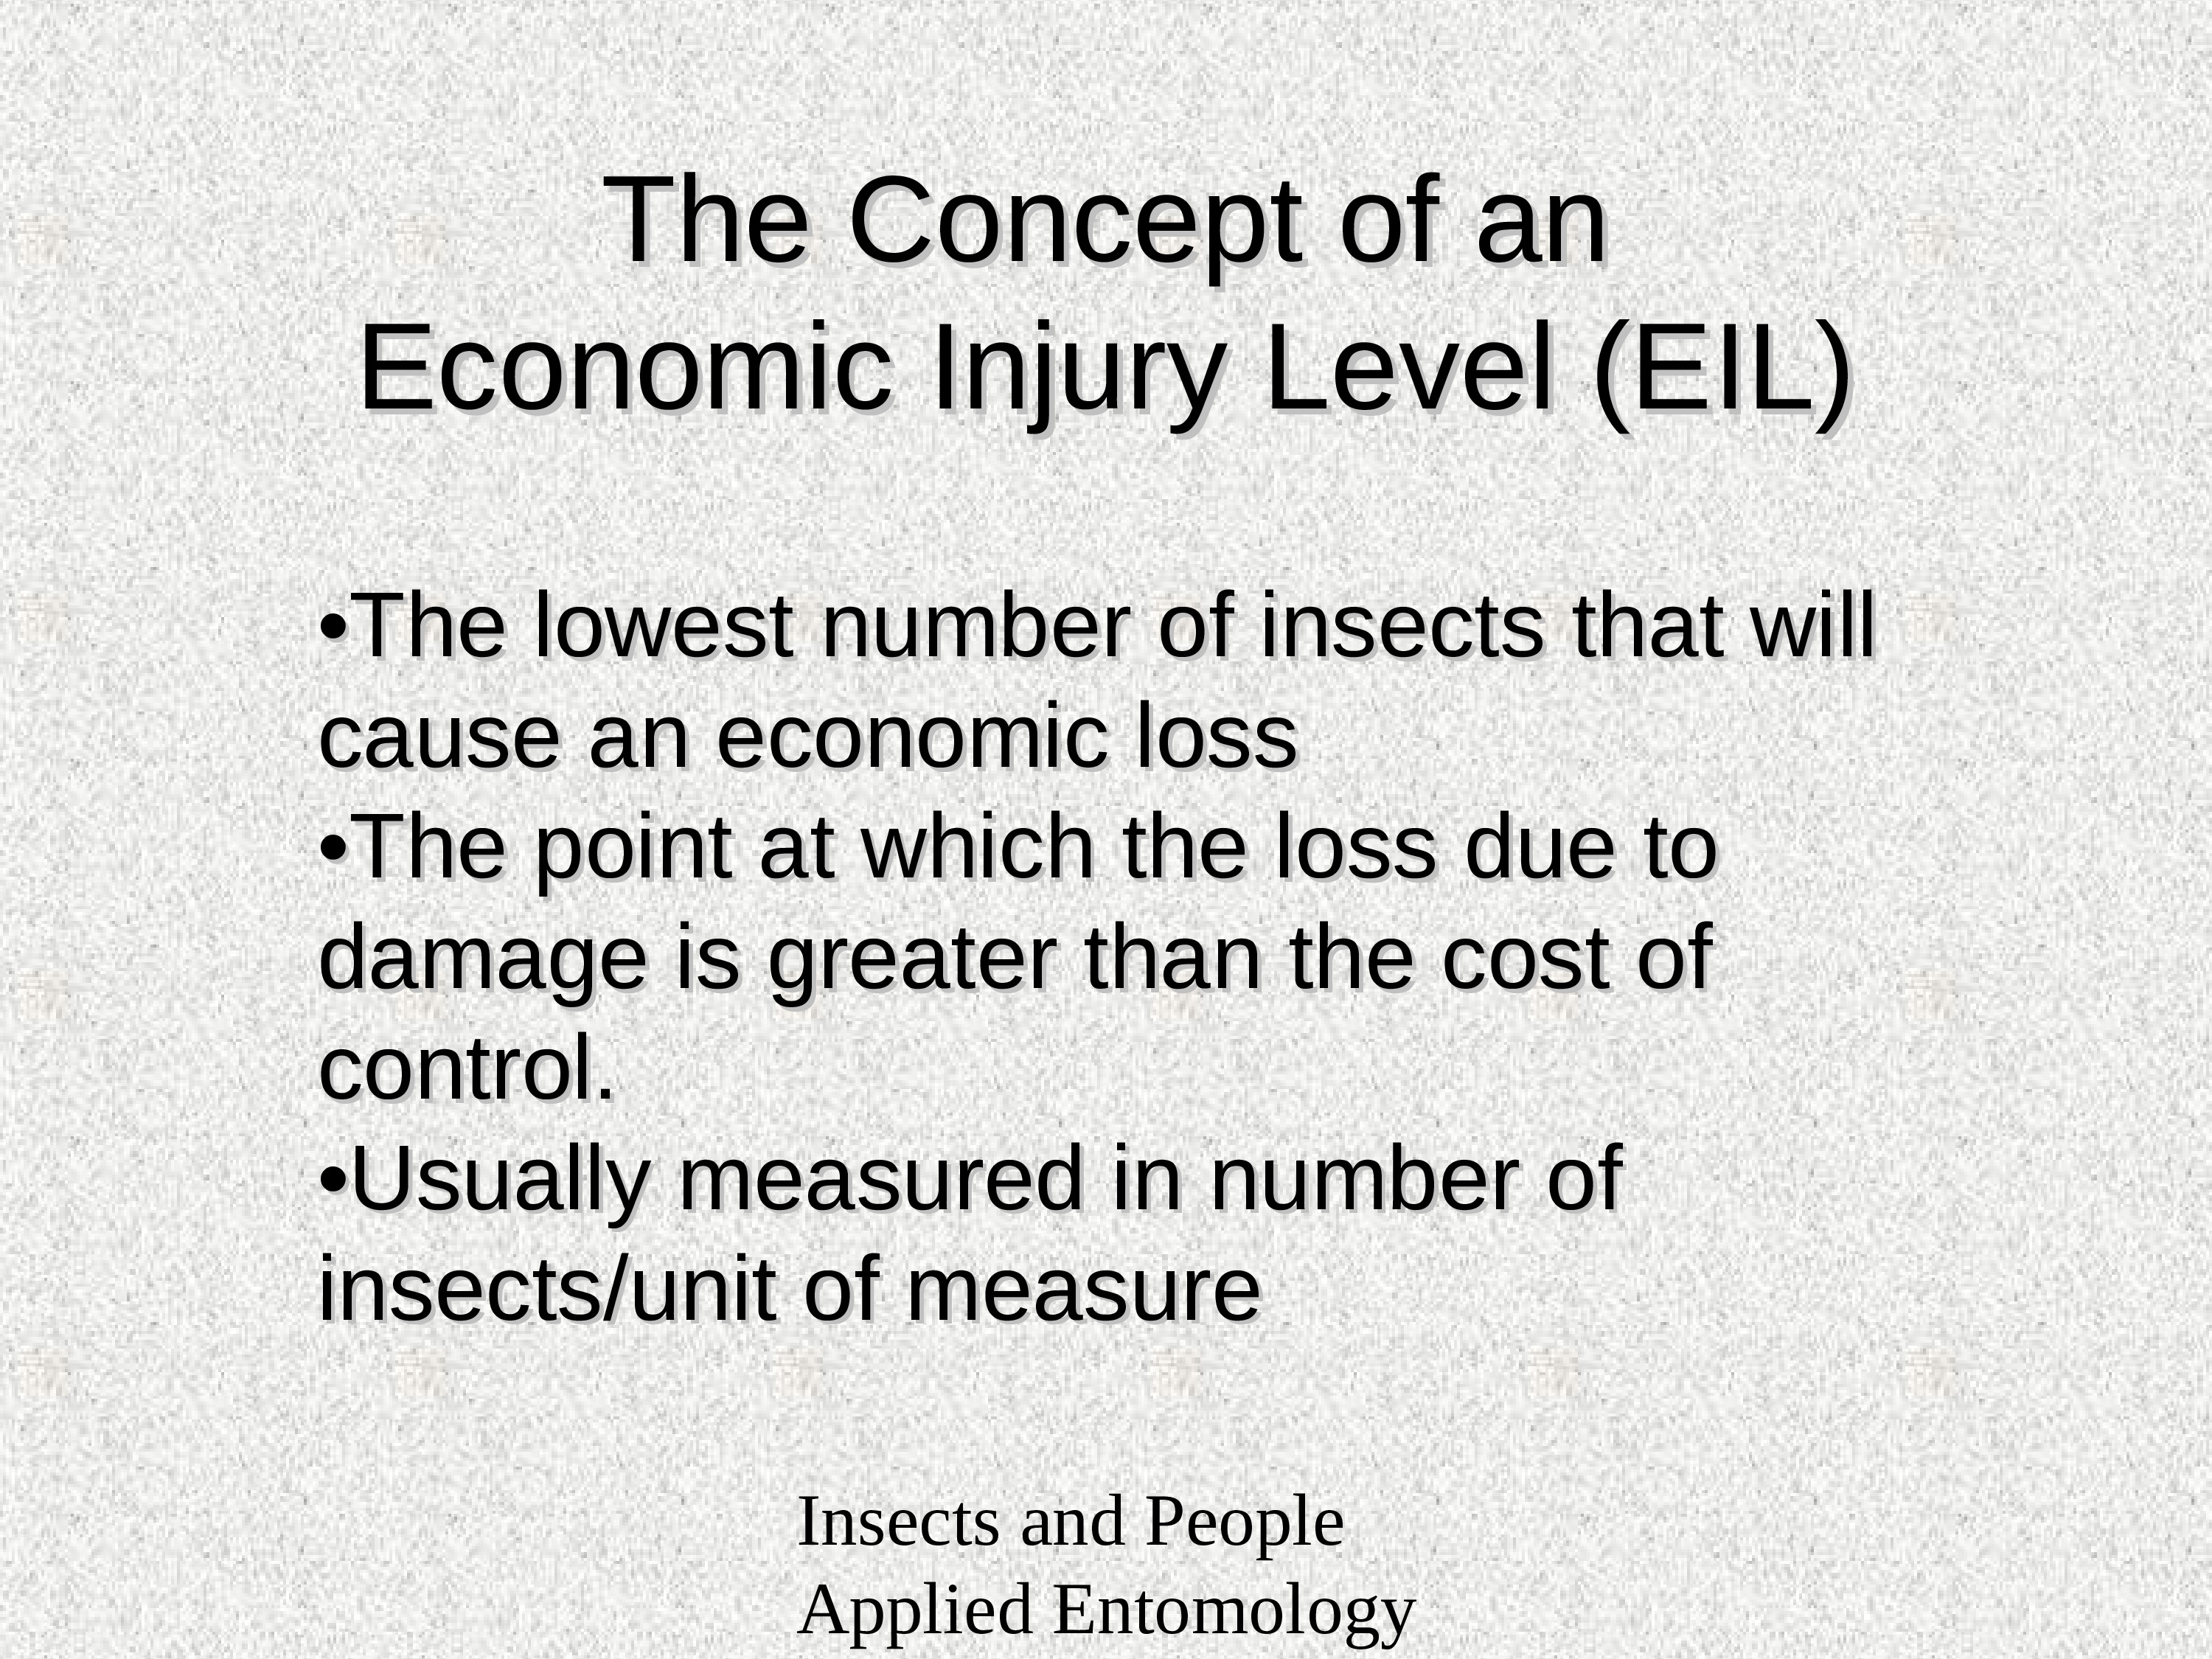 The Concept of an
Economic Injury Level (EIL)
•The lowest number of insects that will
cause an economic loss
•The point at which the loss due to
damage is greater than the cost of
control.
•Usually measured in number of
insects/unit of measure
Insects and People
Applied Entomology